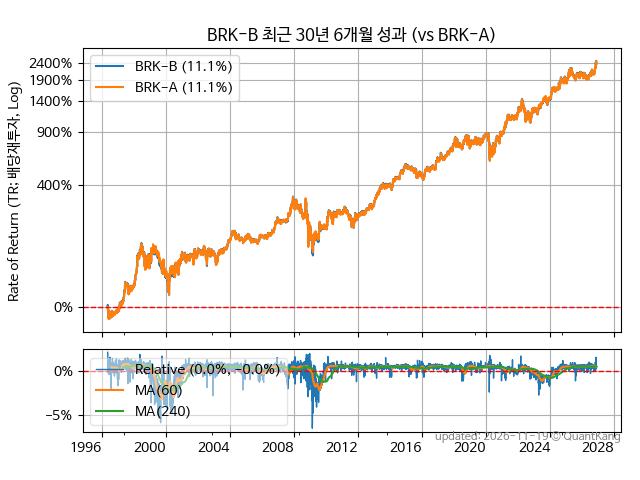 BRK-B 최근 30년 6개월 성과 (vs BRK-A)
Rate of Return (TR; 배당재투자, Log)
2400%
1900%
1400%
900%
400%
0%
BRK-B (11.1%)
BRK-A (11.1%)
0%
−5%
Relative (0.0%, −0.0%)
MA(60)
MA(240)
1996 2000 2004 2008 2012 2016 2020 2024 2028
updated: 2026-11-19 © QuantKang